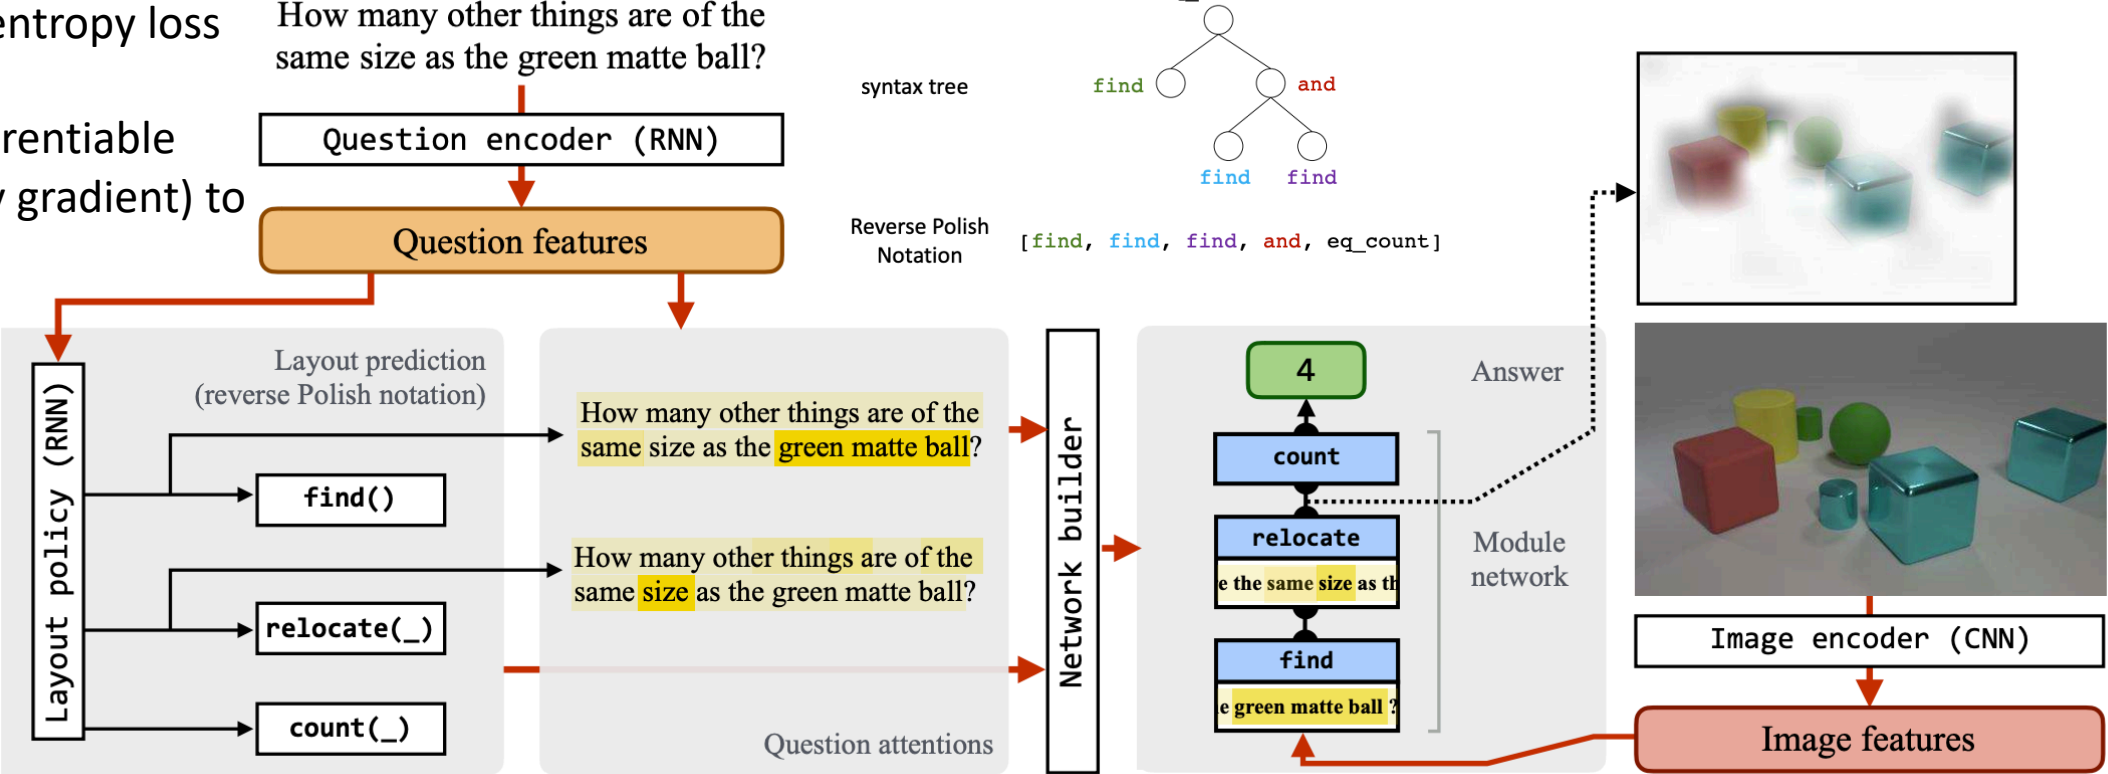 entropy loss
rentiable
gradient) to
How many other things are of the
same size as the green matte ball?
Question encoder (RNN)
Question features
syntax tree
find
and
find
find
Reverse Polish
Notation
[find, find, find, and, eq_count]
Layout policy (RNN)
Layout prediction
(reverse Polish notation)
find()
relocate(_)
count(_)
How many other things are of the
same size as the green matte ball?
How many other things are of the
same size as the green matte ball?
Question attentions
Network builder
4
Answer
count
relocate
e the same size as th
find
e green matte ball ?
Module
network
Image encoder (CNN)
Image features